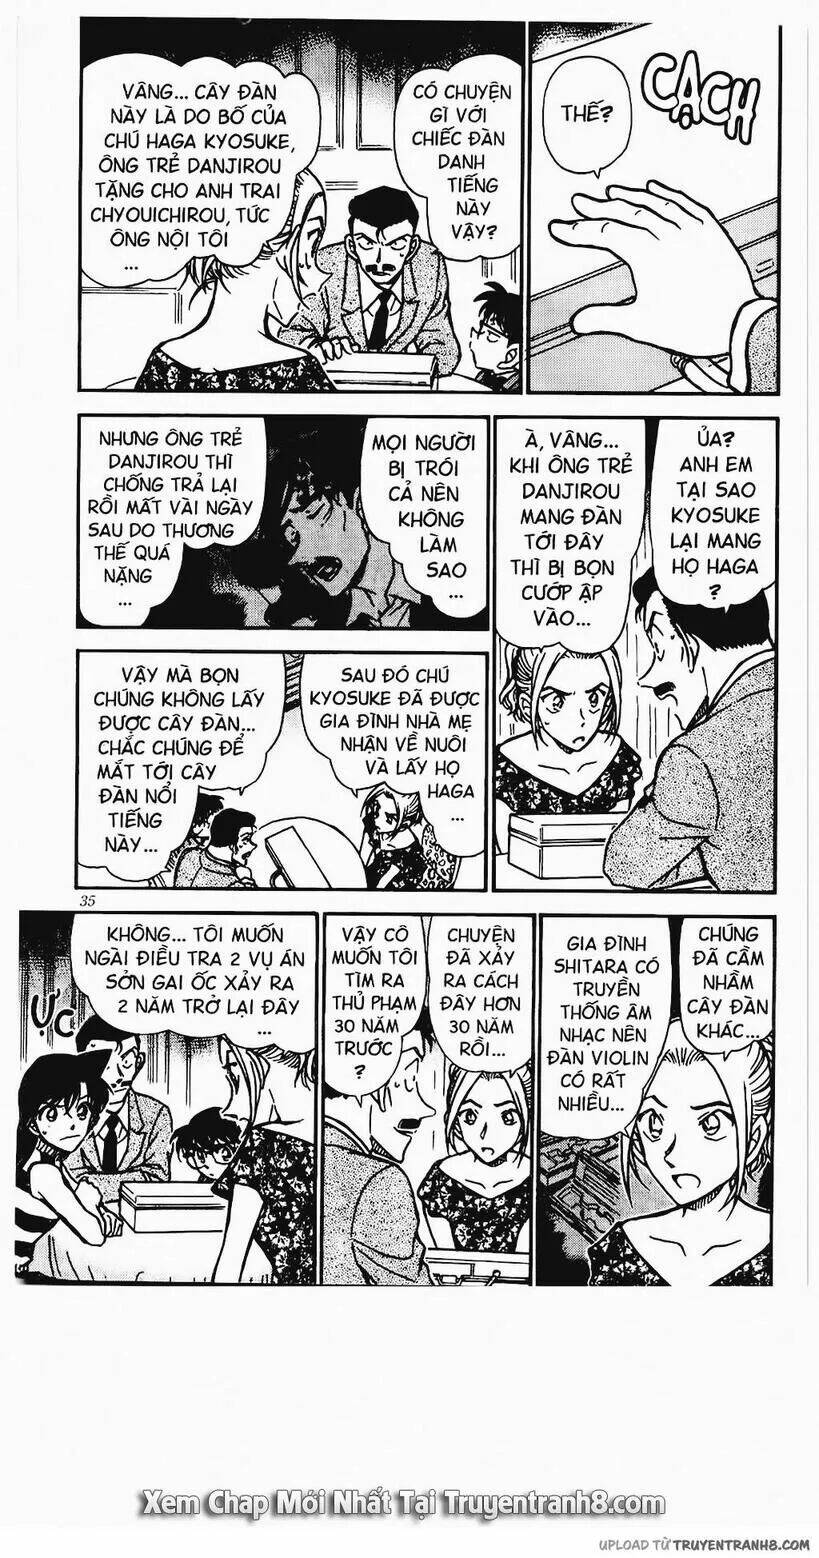 CẠCH
THẾ?
CÓ CHUYỆN
GÌ VỚI
CHIẾC ĐÀN
DANH
TIẾNG
NÀY
VẬY?
VÂNG... CÂY ĐÀN
NÀY LÀ DO BỐ CỦA
CHÚ HAGA KYOSUKE,
ÔNG TRẺ DANJIROU
TẶNG CHO ANH TRAI
CHYOUICHIROU, TỨC
ÔNG NỘI TÔI
...
ỦA?
ANH EM
TẠI SAO
KYOSUKE
LẠI MANG
HỌ HAGA
?
À, VÂNG...
KHI ÔNG TRẺ
DANJIROU
MANG ĐÀN
TỚI ĐÂY
THÌ BỊ BỌN
CƯỚP ẬP
VÀO...
MỌI NGƯỜI
BỊ TRÓI
CẢ NÊN
KHÔNG
LÀM
SAO
...
NHƯNG ÔNG TRẺ
DANJIROU THÌ
CHỐNG TRẢ LẠI
RỒI MẤT VÀI NGÀY
SAU DO THƯƠNG
THẾ QUÁ
NẶNG
...
SAU ĐÓ CHÚ
KYOSUKE ĐÃ ĐƯỢC
GIA ĐÌNH NHÀ MẸ
NHẬN VỀ NUÔI
VÀ LẤY HỌ
HAGA
...
VẬY MÀ BỌN
CHÚNG KHÔNG LẤY
ĐƯỢC CÂY ĐÀN...
CHẮC CHÚNG ĐỂ
MẮT TỚI CÂY
ĐÀN NỔI
TIẾNG
NÀY...
35
CHÚNG
ĐÃ CẦM
NHẦM
CÂY ĐÀN
KHÁC...
GIA ĐÌNH
SHITARA CÓ
TRUYỀN
THỐNG ÂM
NHẠC NÊN
ĐÀN VIOLIN
CÓ RẤT
NHIỀU...
CHUYỆN
ĐÃ XẢY
RA CÁCH
ĐÂY HƠN
30 NĂM
RỒI...
VẬY CÔ
MUỐN TÔI
TÌM RA
THỦ PHẠM
30 NĂM
TRƯỚC
?
KHÔNG... TÔI MUỐN
NGÀI ĐIỀU TRA 2 VỤ ÁN
SỞN GAI ỐC XẢY RA
2 NĂM TRỞ LẠI ĐÂY
...
ỰC
Xem Chap Mới Nhất Tại Truyentranh8.com
UPLOAD TỪ TRUYENTRANH8.COM